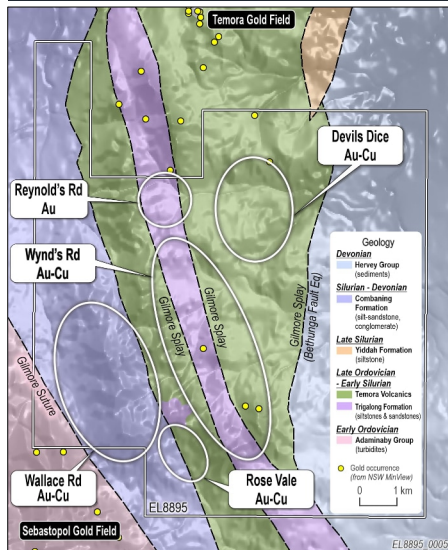 Temora Gold Field
Devils Dice
Au-Cu
Reynold's Rd
Au
Wynd's Rd
Au-Cu
Gilmore Splay
Gilmore Splay
Gilmore Splay
(Bethunga Fault Eq)
Gilmore Suture
Wallace Rd
Au-Cu
EL8895
Rose Vale
Au-Cu
Sebastopol Gold Field
Geology
Devonian
Hervey Group
(sediments)
Silurian - Devonian
Combaning
Formation
(silt-sandstone,
conglomerate)
Late Silurian
Yiddah Formation
(siltstone)
Late Ordovician
- Early Silurian
Temora Volcanics
Trigalong Formation
(siltstones & sandstones)
Early Ordovician
Adaminaby Group
(turbidites)
Gold occurrence
(from NSW MinView)
0 1 km
EL8895_0005